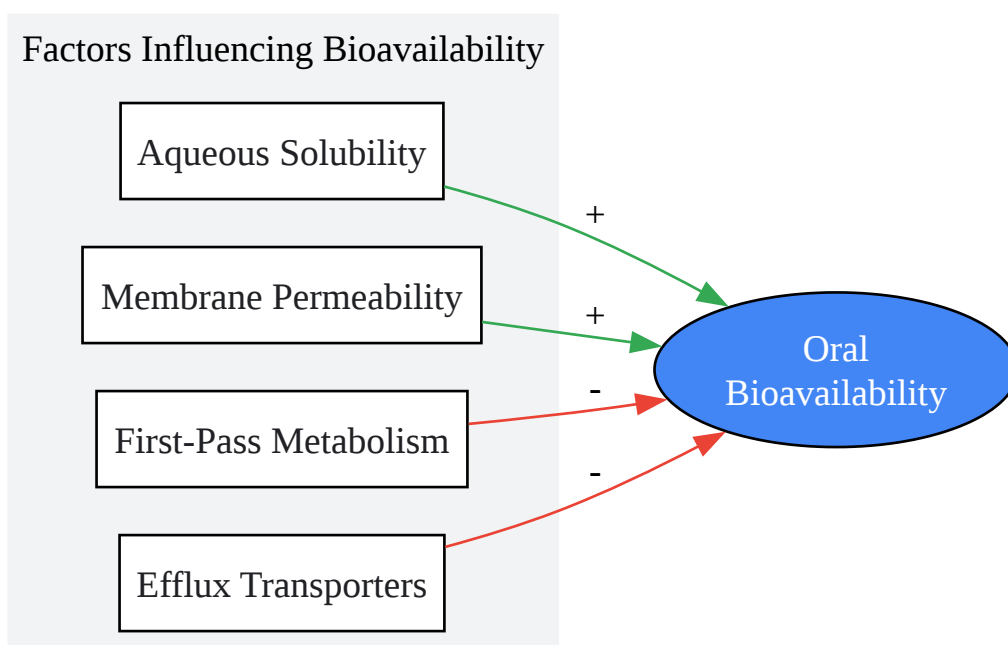 Factors Influencing Bioavailability
Aqueous Solubility
+
Membrane Permeability
+
Oral
Bioavailability
-
First-Pass Metabolism
-
Efflux Transporters